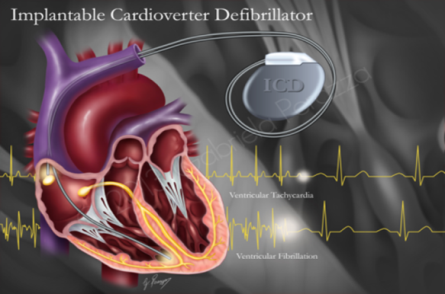 Implantable Cardioverter Defibrillator
ICD
Ventricular Tachycardia
Ventricular Fibrillation